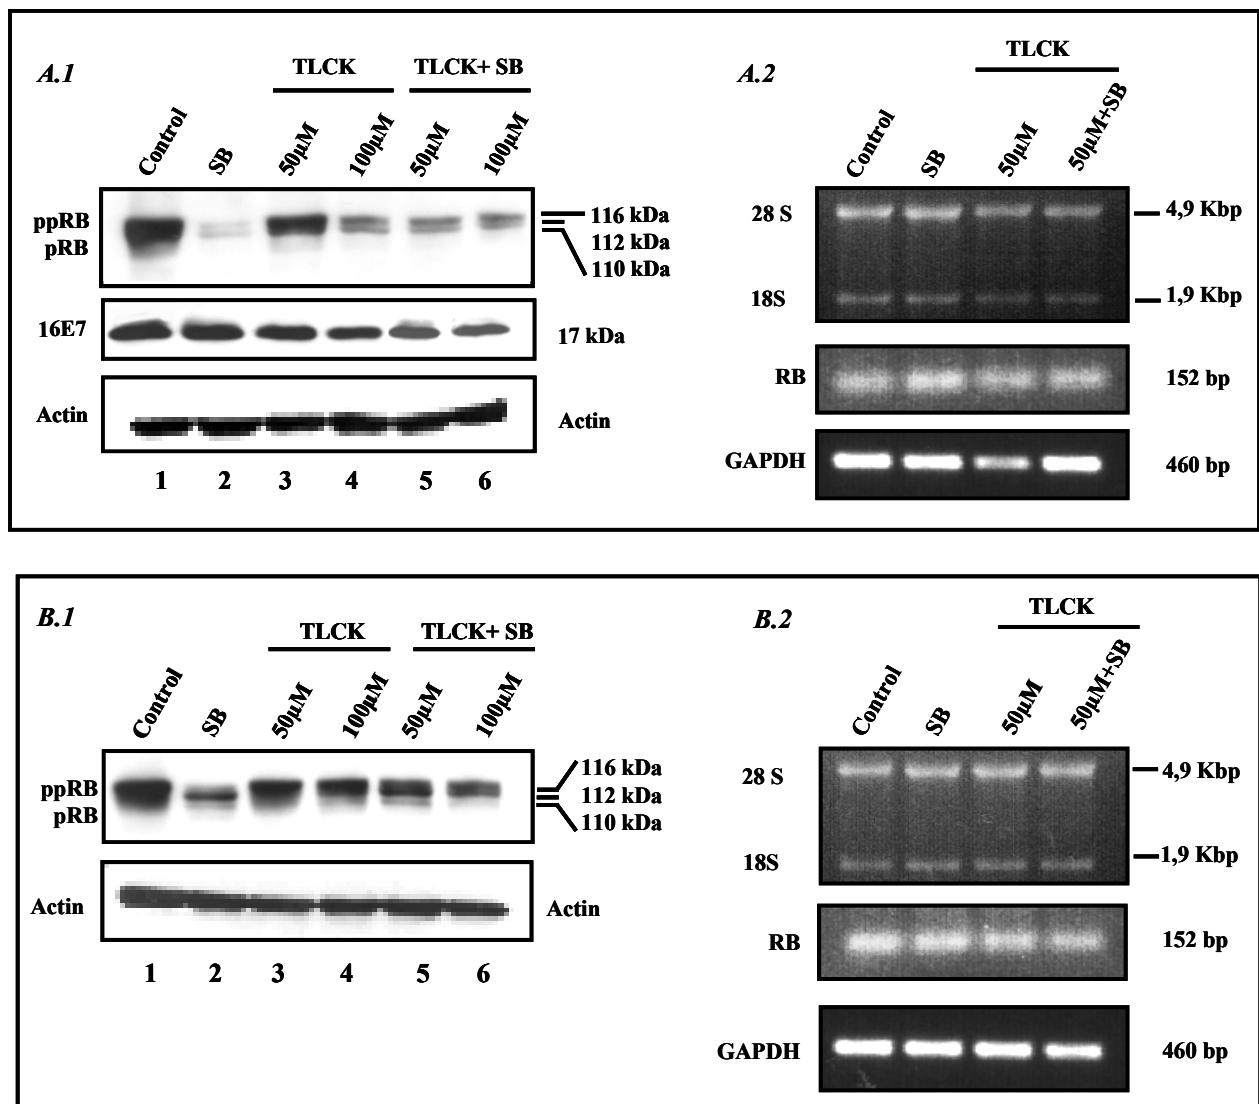 A.1
TLCK
TLCK+ SB
Control
SB
50µM
100µM
50µM
100µM
ppRB
pRB
116 kDa
112 kDa
110 kDa
16E7
17 kDa
Actin
Actin
1 2 3 4 5 6
A.2
TLCK
Control
SB
50µM
50µM+SB
28 S
4,9 Kbp
18S
1,9 Kbp
RB
152 bp
GAPDH
460 bp
B.1
TLCK
TLCK+ SB
Control
SB
50µM
100µM
50µM
100µM
ppRB
pRB
116 kDa
112 kDa
110 kDa
Actin
Actin
1 2 3 4 5 6
B.2
TLCK
Control
SB
50µM
50µM+SB
28 S
4,9 Kbp
18S
1,9 Kbp
RB
152 bp
GAPDH
460 bp